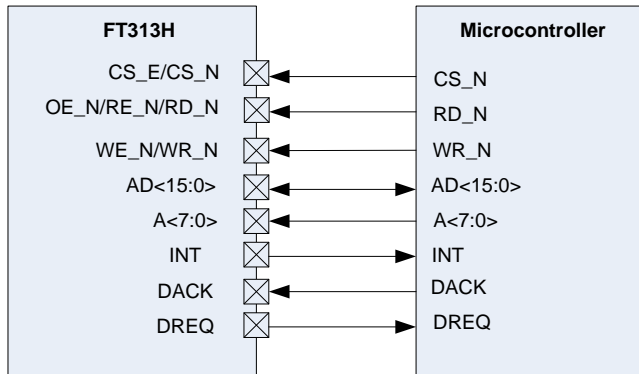 FT313H
CS_E/CS_N
OE_N/RE_N/RD_N
WE_N/WR_N
AD<15:0>
A<7:0>
INT
DACK
DREQ
Microcontroller
CS_N
RD_N
WR_N
AD<15:0>
A<7:0>
INT
DACK
DREQ